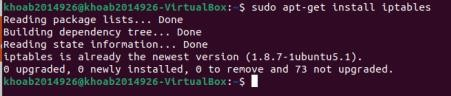 khoab2014926@khoab2014926-VirtualBox:~$ sudo apt-get install iptables
Reading package lists... Done
Building dependency tree... Done
Reading state information... Done
iptables is already the newest version (1.8.7-1ubuntu5.1).
0 upgraded, 0 newly installed, 0 to remove and 73 not upgraded.
khoab2014926@khoab2014926-VirtualBox:~$